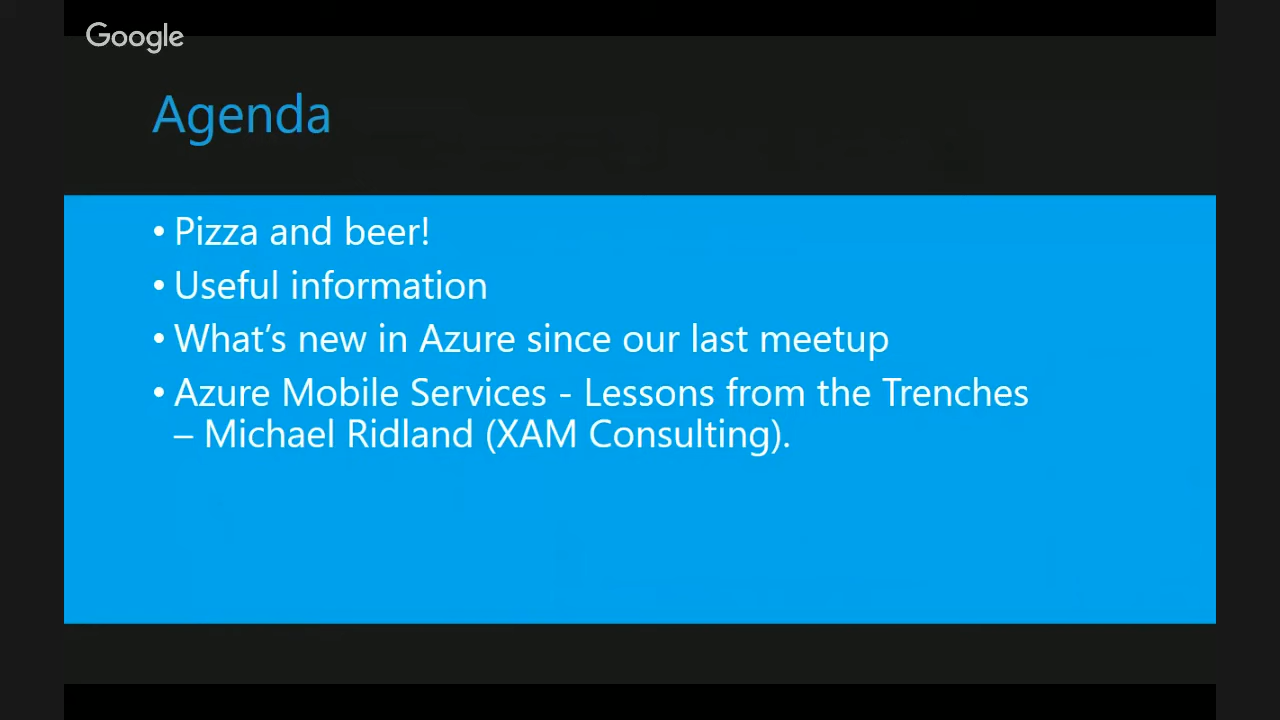 Google
Agenda
• Pizza and beer!
• Useful information
• What’s new in Azure since our last meetup
• Azure Mobile Services - Lessons from the Trenches
– Michael Ridland (XAM Consulting).